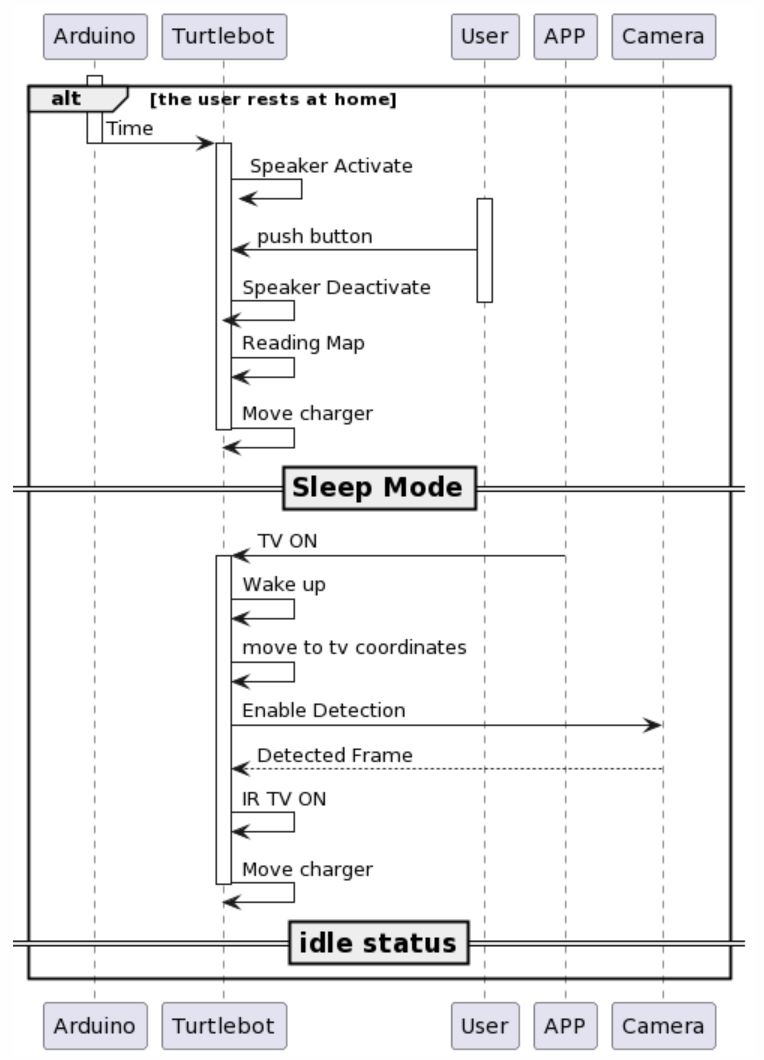 Arduino Turtlebot User APP Camera
alt [the user rests at home]
Time
Speaker Activate
push button
Speaker Deactivate
Reading Map
Move charger
Sleep Mode
TV ON
Wake up
move to tv coordinates
Enable Detection
Detected Frame
IR TV ON
Move charger
idle status
Arduino Turtlebot User APP Camera